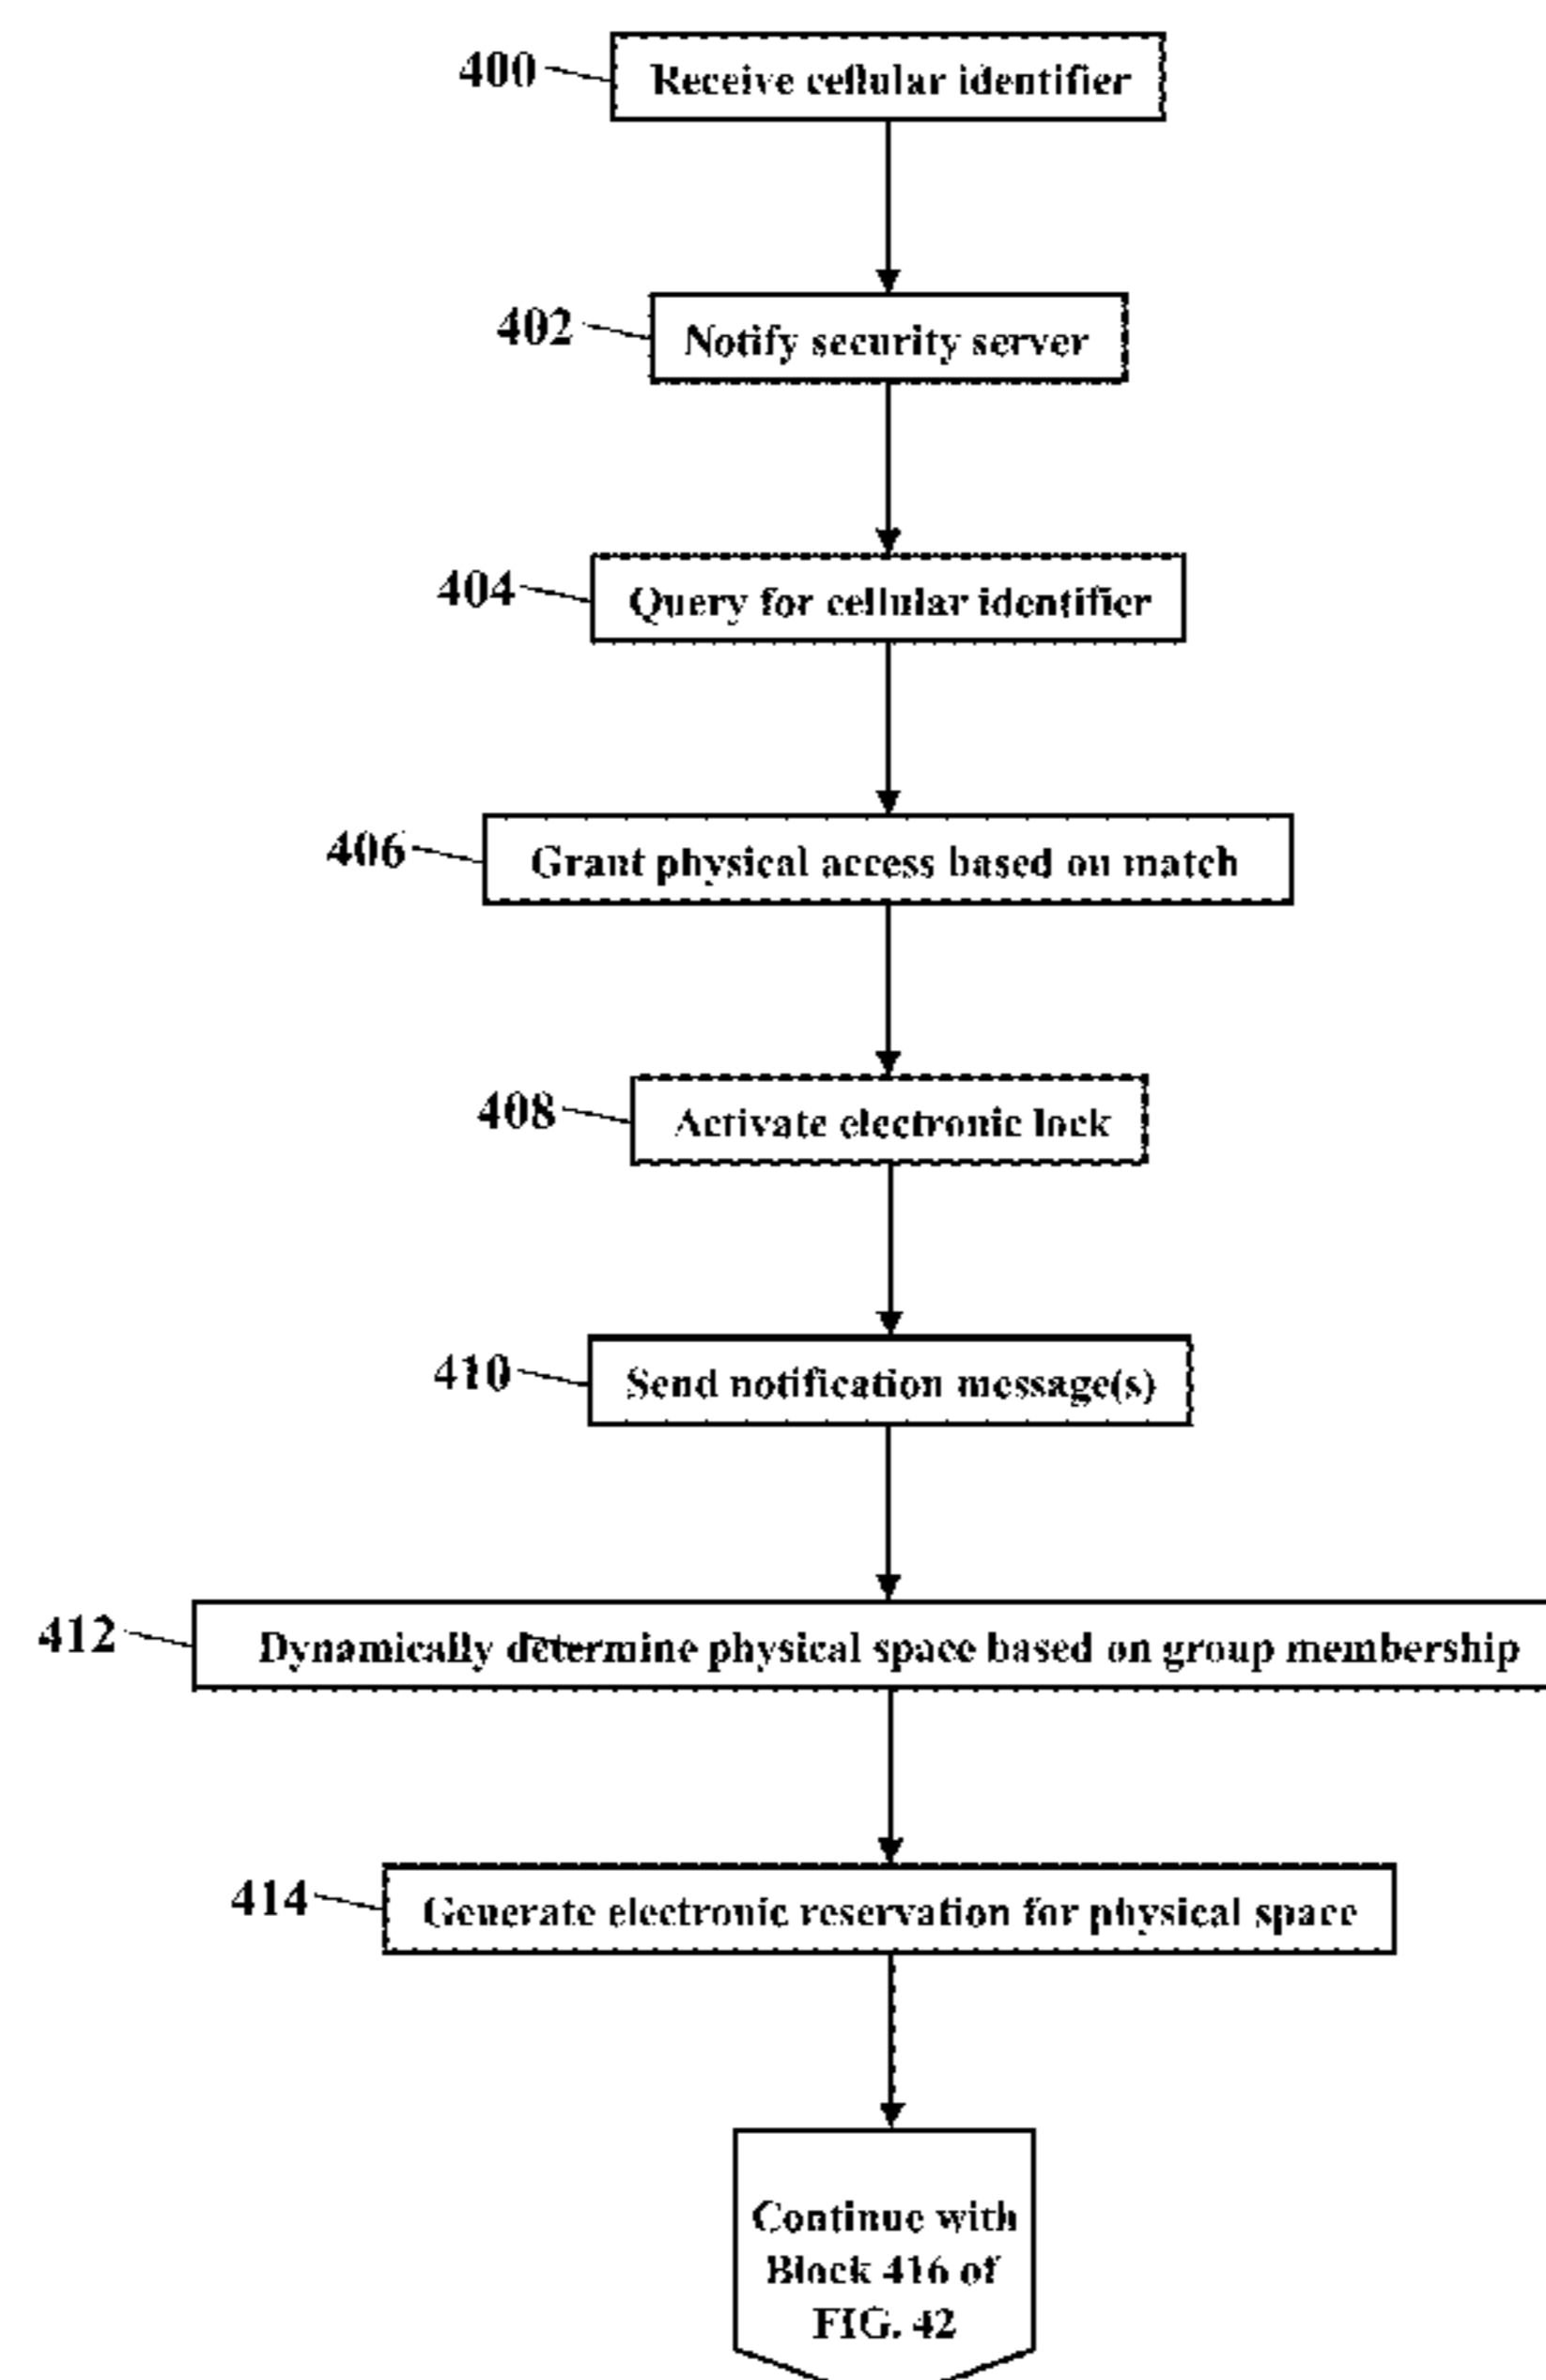 400
Receive cellular identifier
402
Notify security server
404
Query for cellular identifier
406
Grant physical access based on match
408
Activate electronic lock
410
Send notification message(s)
412
Dynamically determine physical space based on group membership
414
Generate electronic reservation for physical space
Continue with
Block 416 of
FIG. 42